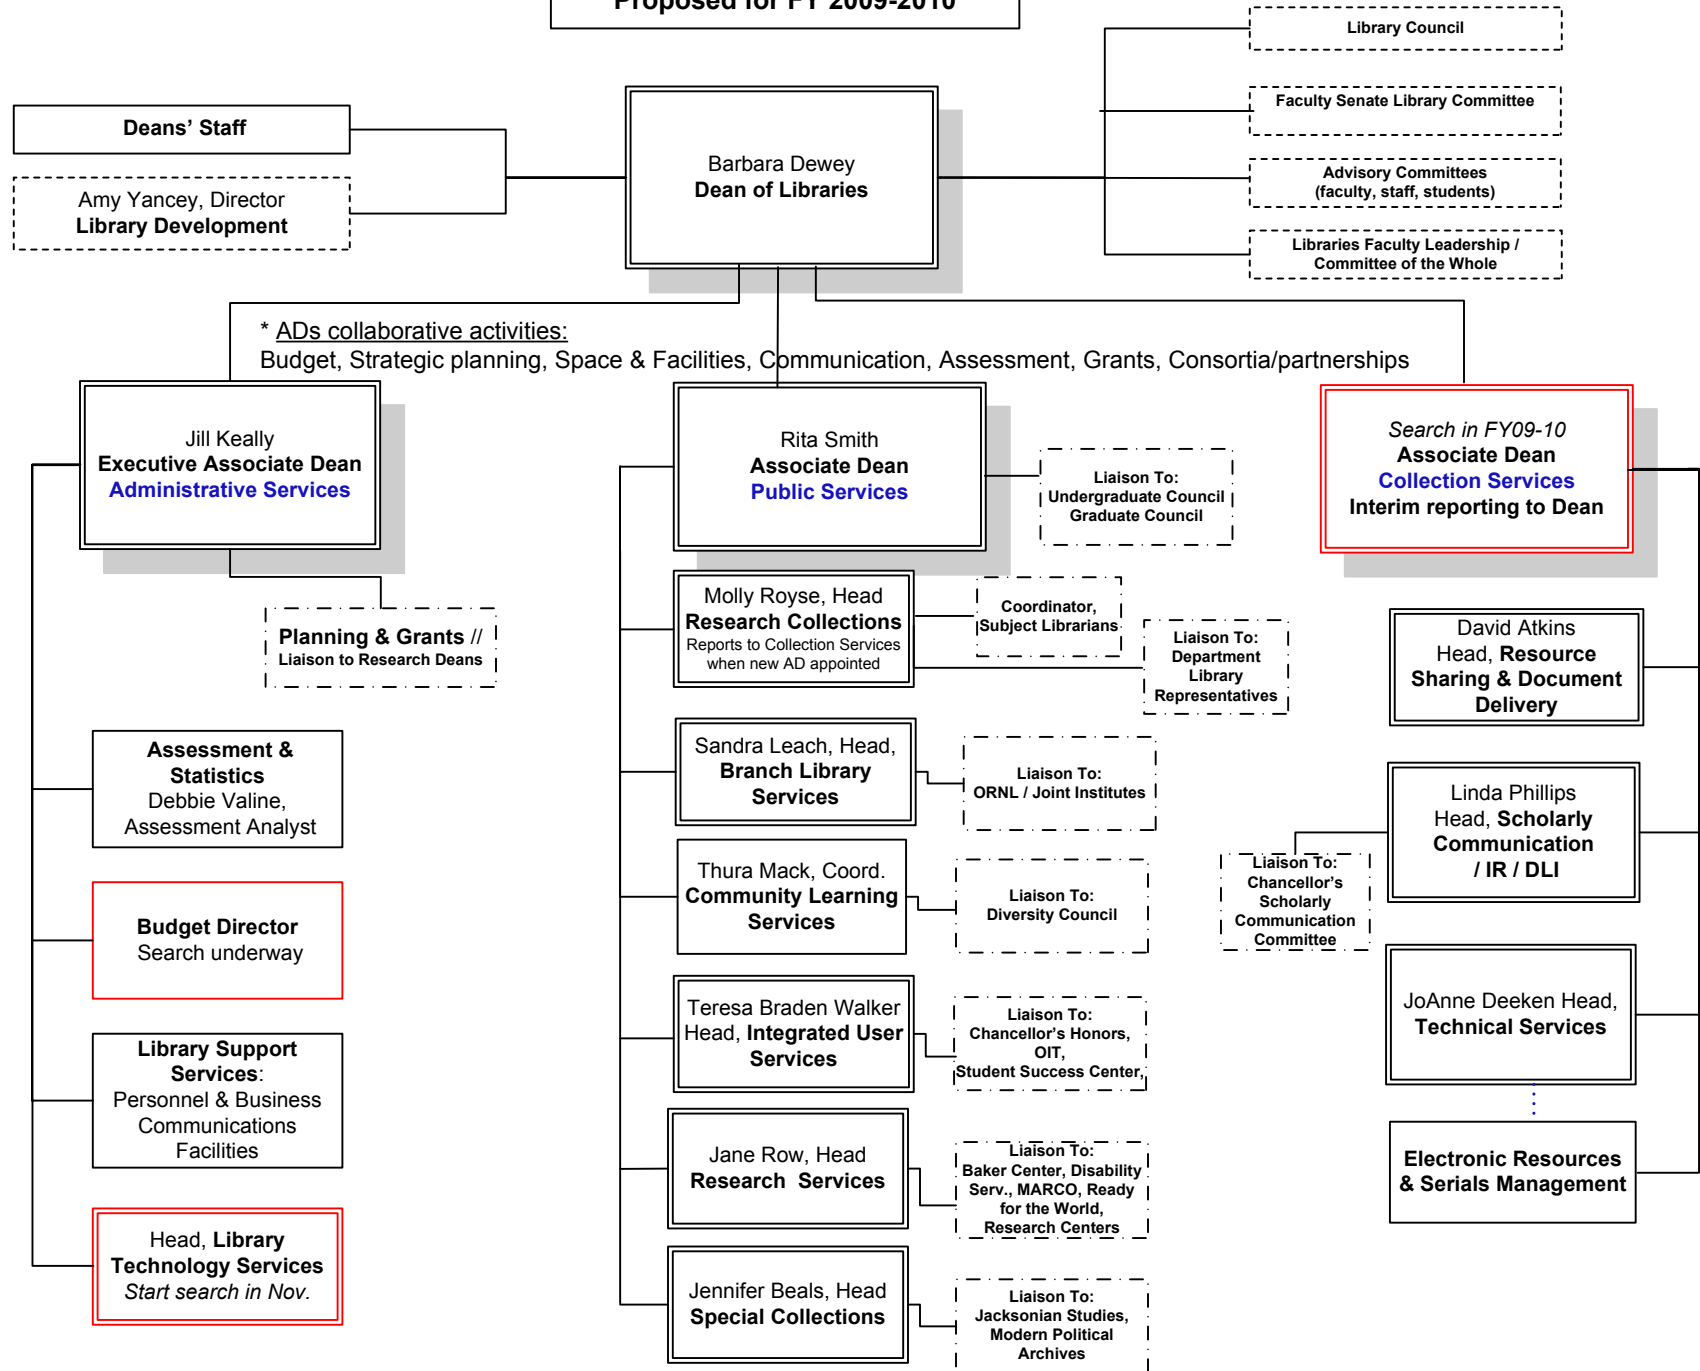 Proposed for FY 2009-2010
Library Council
Faculty Senate Library Committee
Advisory Committees
(faculty, staff, students)
Libraries Faculty Leadership /
Committee of the Whole
Deans’ Staff
Amy Yancey, Director
Library Development
Barbara Dewey
Dean of Libraries
* ADs collaborative activities:
Budget, Strategic planning, Space & Facilities, Communication, Assessment, Grants, Consortia/partnerships
Jill Keally
Executive Associate Dean
Administrative Services
Planning & Grants //
Liaison to Research Deans
Assessment &
Statistics
Debbie Valine,
Assessment Analyst
Budget Director
Search underway
Library Support
Services:
Personnel & Business
Communications
Facilities
Head, Library
Technology Services
Start search in Nov.
Rita Smith
Associate Dean
Public Services
Liaison To:
Undergraduate Council
Graduate Council
Molly Royse, Head
Research Collections
Reports to Collection Services
when new AD appointed
Coordinator,
Subject Librarians
Liaison To:
Department
Library
Representatives
Sandra Leach, Head,
Branch Library
Services
Liaison To:
ORNL / Joint Institutes
Thura Mack, Coord.
Community Learning
Services
Liaison To:
Diversity Council
Teresa Braden Walker
Head, Integrated User
Services
Liaison To:
Chancellor’s Honors,
OIT,
Student Success Center,
Jane Row, Head
Research Services
Liaison To:
Baker Center, Disability
Serv., MARCO, Ready
for the World,
Research Centers
Jennifer Beals, Head
Special Collections
Liaison To:
Jacksonian Studies,
Modern Political
Archives
Search in FY09-10
Associate Dean
Collection Services
Interim reporting to Dean
David Atkins
Head, Resource
Sharing & Document
Delivery
Linda Phillips
Head, Scholarly
Communication
/ IR / DLI
Liaison To:
Chancellor’s
Scholarly
Communication
Committee
JoAnne Deeken Head,
Technical Services
Electronic Resources
& Serials Management